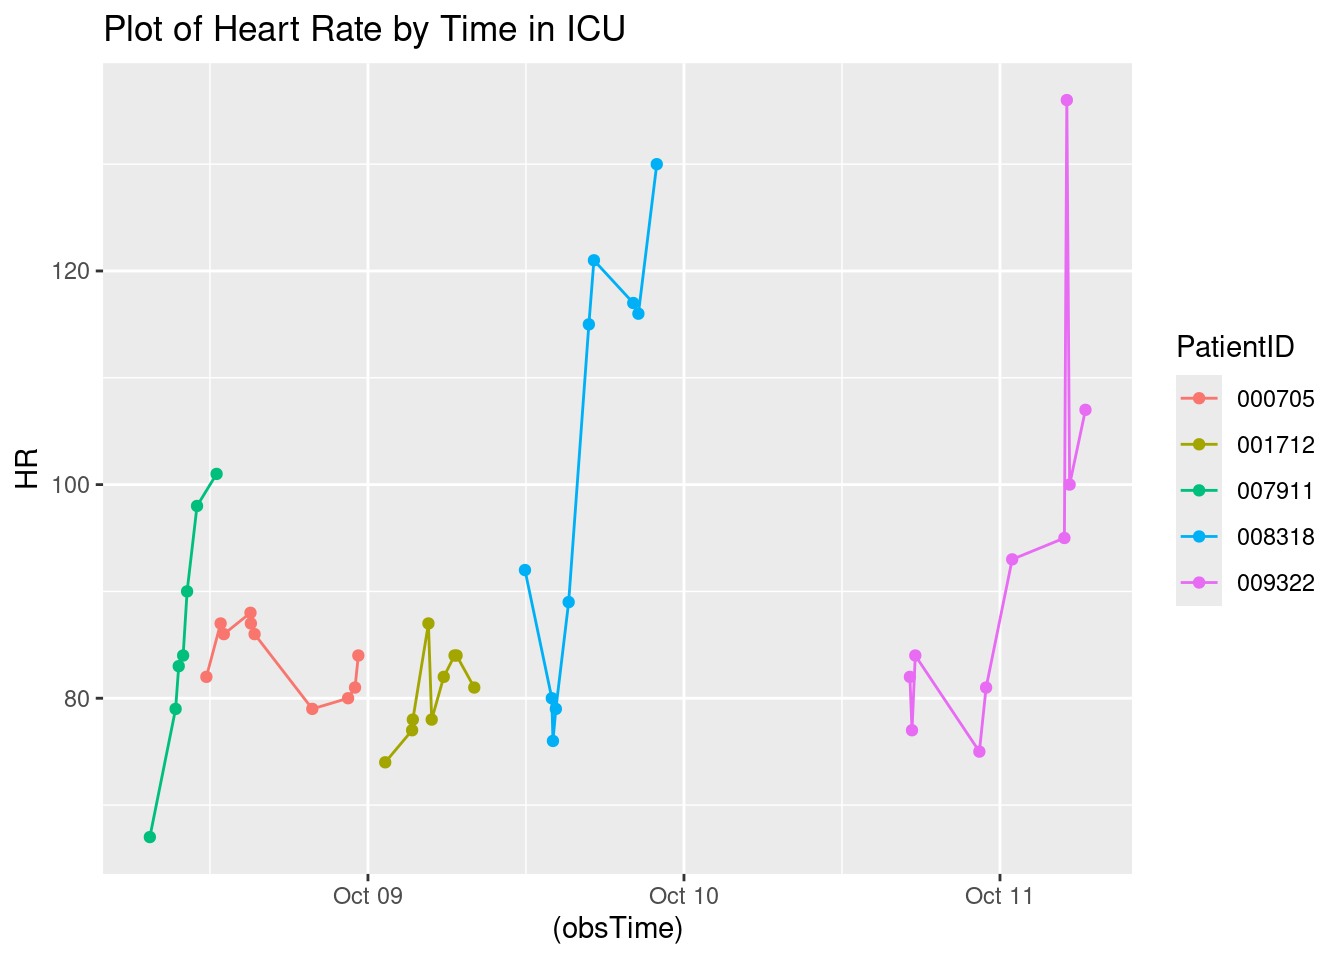 Plot of Heart Rate by Time in ICU
120
100
80
HR
Oct 09
Oct 10
Oct 11
(obsTime)
PatientID
000705
001712
007911
008318
009322